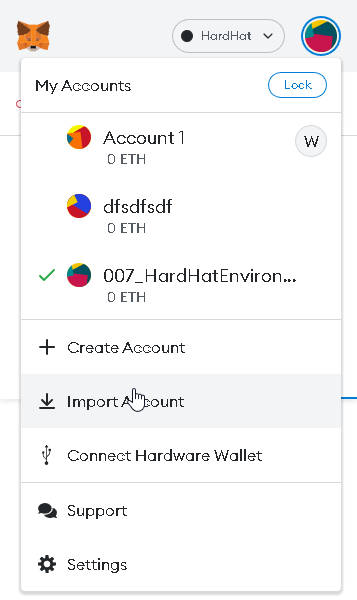 HardHat
My Accounts
Lock
Account 1
W
0 ETH
dfsdfsdf
0 ETH
007_HardHatEnviron...
0 ETH
Create Account
Import Account
Connect Hardware Wallet
Support
Settings